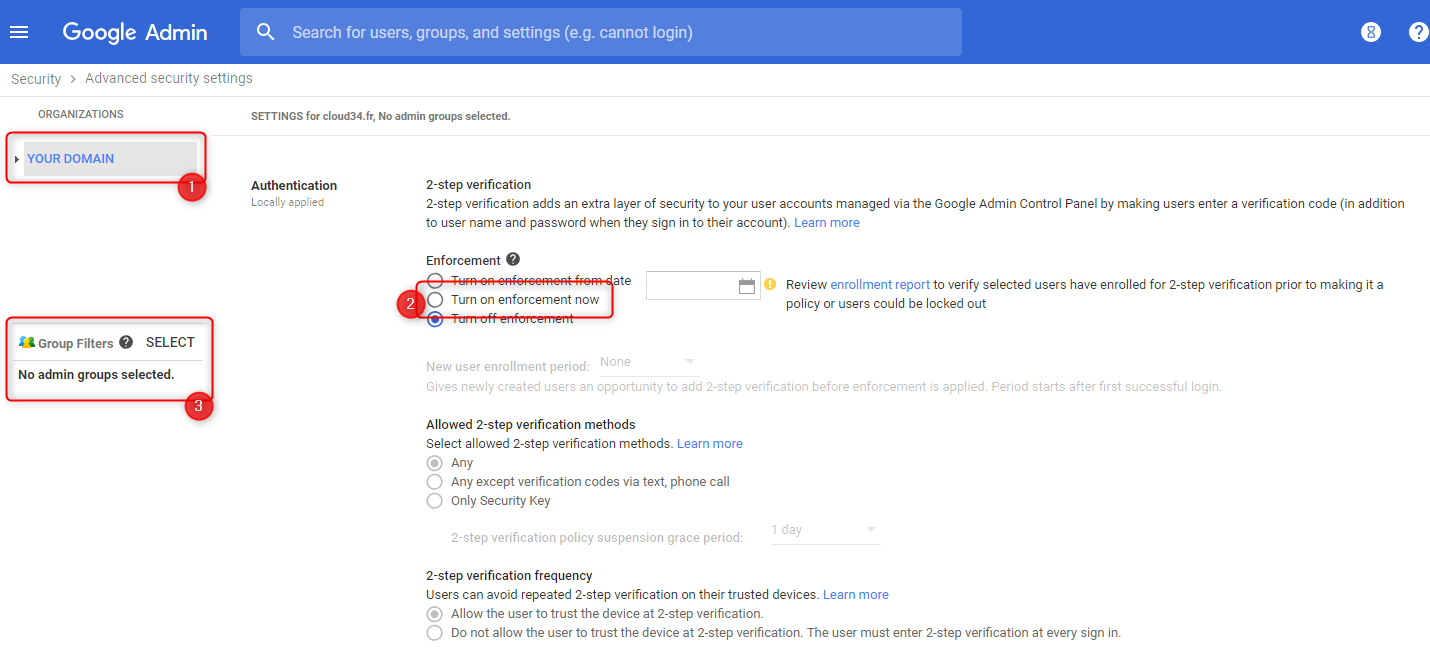 Google Admin
Search for users, groups, and settings (e.g. cannot login)
8
?
Security > Advanced security settings
ORGANIZATIONS
SETTINGS for cloud34.fr, No admin groups selected.
YOUR DOMAIN
1
Authentication
Locally applied
2-step verification
2-step verification adds an extra layer of security to your user accounts managed via the Google Admin Control Panel by making users enter a verification code (in addition
to user name and password when they sign in to their account). Learn more
Enforcement ?
Turn on enforcement from date
! Review enrollment report to verify selected users have enrolled for 2-step verification prior to making it a
policy or users could be locked out
2
Turn on enforcement now
Turn off enforcement
Group Filters ? SELECT
No admin groups selected.
3
New user enrollment period: None
Gives newly created users an opportunity to add 2-step verification before enforcement is applied. Period starts after first successful login.
Allowed 2-step verification methods
Select allowed 2-step verification methods. Learn more
Any
Any except verification codes via text, phone call
Only Security Key
2-step verification policy suspension grace period: 1 day
2-step verification frequency
Users can avoid repeated 2-step verification on their trusted devices. Learn more
Allow the user to trust the device at 2-step verification.
Do not allow the user to trust the device at 2-step verification. The user must enter 2-step verification at every sign in.